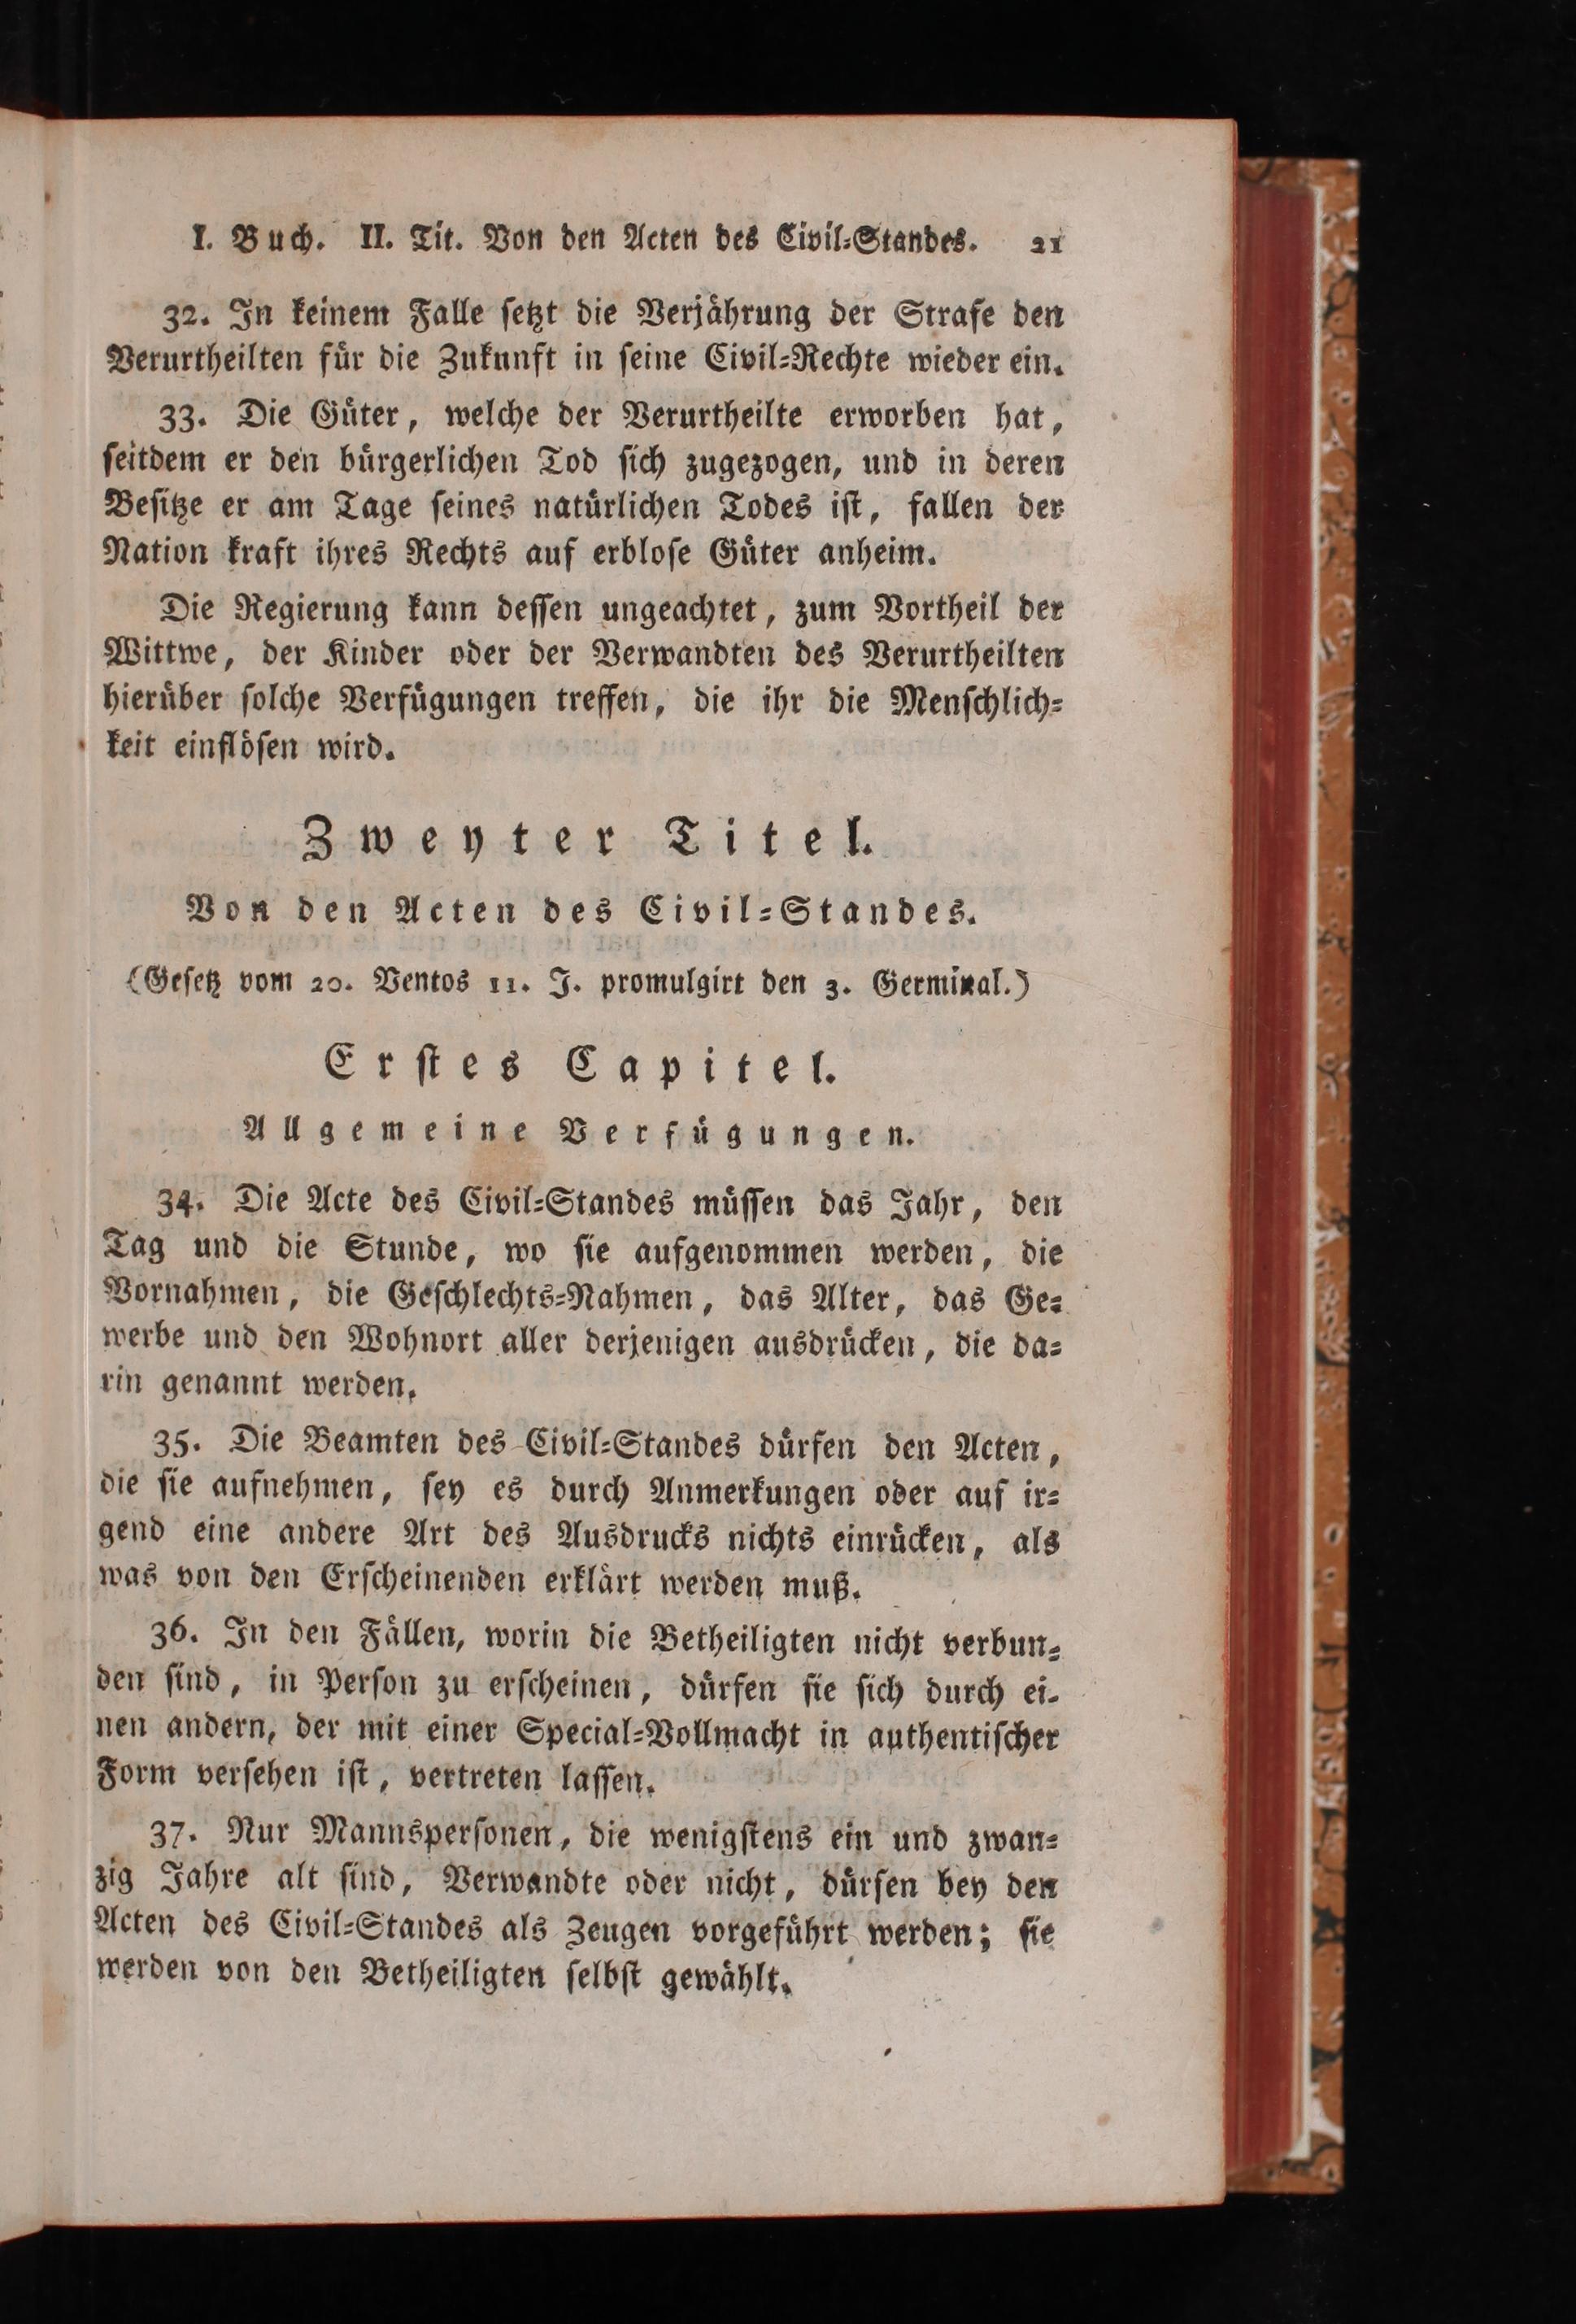 I. Buch. II. Tit. Von den Acten des Civil-Standes. 21
32. In keinem Falle ſetzt die Verjährung der Strafe den
Verurtheilten für die Zukunft in ſeine Civil-Rechte wieder ein.
33. Die Güter, welche der Verurtheilte erworben hat,
ſeitdem er den bürgerlichen Tod ſich zugezogen, und in deren
Beſitze er am Tage ſeines natürlichen Todes iſt, fallen der
Nation kraft ihres Rechts auf erbloſe Güter anheim.
Die Regierung kann deſſen ungeachtet, zum Vortheil der
Wittwe, der Kinder oder der Verwandten des Verurtheilten
hierüber ſolche Verfügungen treffen, die ihr die Menſchlich-
keit einflöſen wird.
Zweyter Titel.
Von den Acten des Civil-Standes.
(Geſetz vom 20. Ventos 11. J. promulgirt den 3. Germinal.)
Erſtes Capitel.
Allgemeine Verfügungen.
34. Die Acte des Civil-Standes müſſen das Jahr, den
Tag und die Stunde, wo ſie aufgenommen werden, die
Vornahmen, die Geſchlechts-Nahmen, das Alter, das Ge-
werbe und den Wohnort aller derjenigen ausdrücken, die da-
rin genannt werden.
35. Die Beamten des Civil-Standes dürfen den Acten,
die ſie aufnehmen, ſey es durch Anmerkungen oder auf ir-
gend eine andere Art des Ausdrucks nichts einrücken, als
was von den Erſcheinenden erklärt werden muß.
36. In den Fällen, worin die Betheiligten nicht verbun-
den ſind, in Perſon zu erſcheinen, dürfen ſie ſich durch ei-
nen andern, der mit einer Special-Vollmacht in authentiſcher
Form verſehen iſt, vertreten laſſen.
37. Nur Mannsperſonen, die wenigſtens ein und zwan-
zig Jahre alt ſind, Verwandte oder nicht, dürfen bey den
Acten des Civil-Standes als Zeugen vorgeführt werden; ſie
werden von den Betheiligten ſelbſt gewählt.